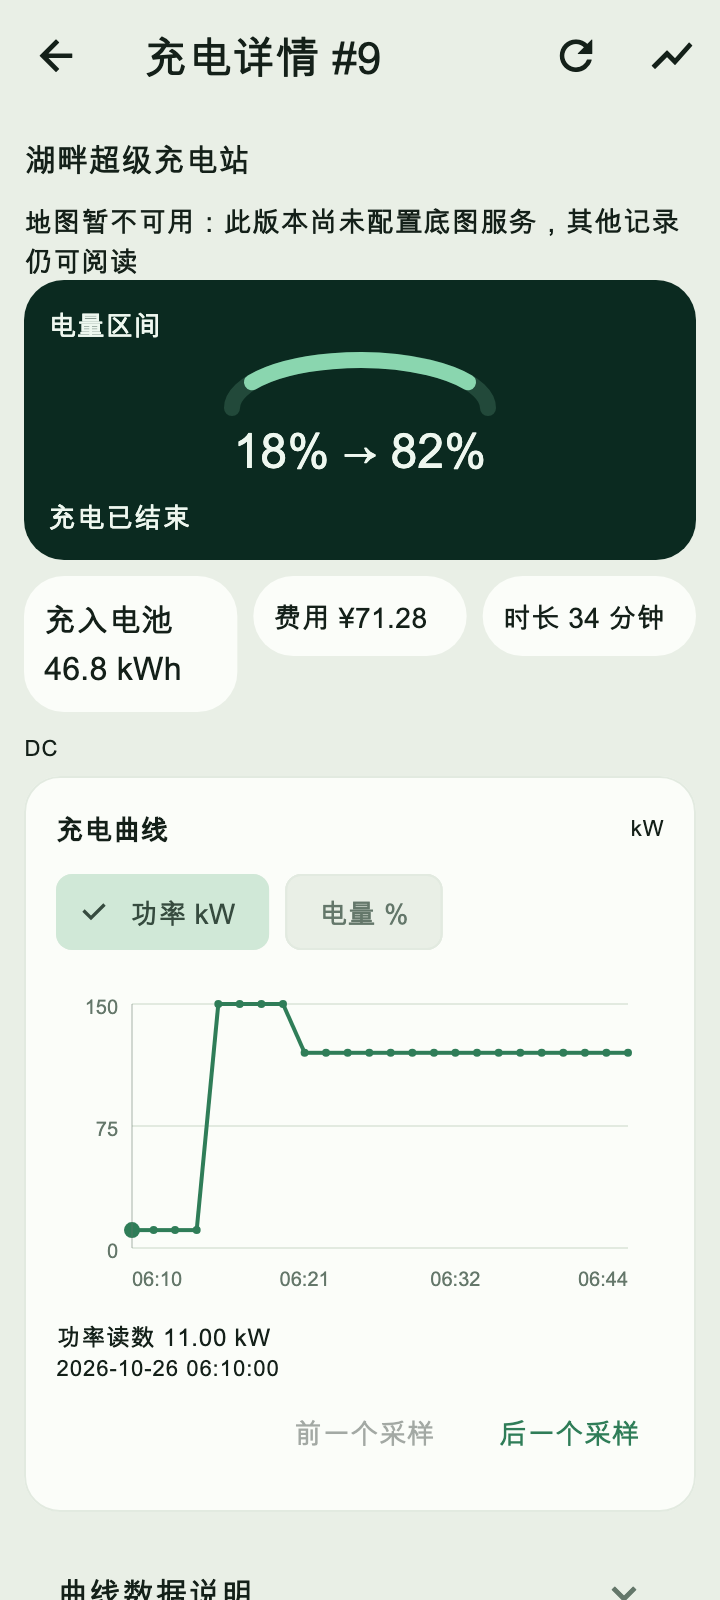 充电详情 #9
湖畔超级充电站
地图暂不可用：此版本尚未配置底图服务，其他记录
仍可阅读
电量区间
18% → 82%
充电已结束
充入电池
46.8 kWh
费用 ¥71.28
时长 34 分钟
DC
充电曲线
kW
功率 kW
电量 %
150
75
0
06:10
06:21
06:32
06:44
功率读数 11.00 kW
2026-10-26 06:10:00
前一个采样
后一个采样
曲线数据说明